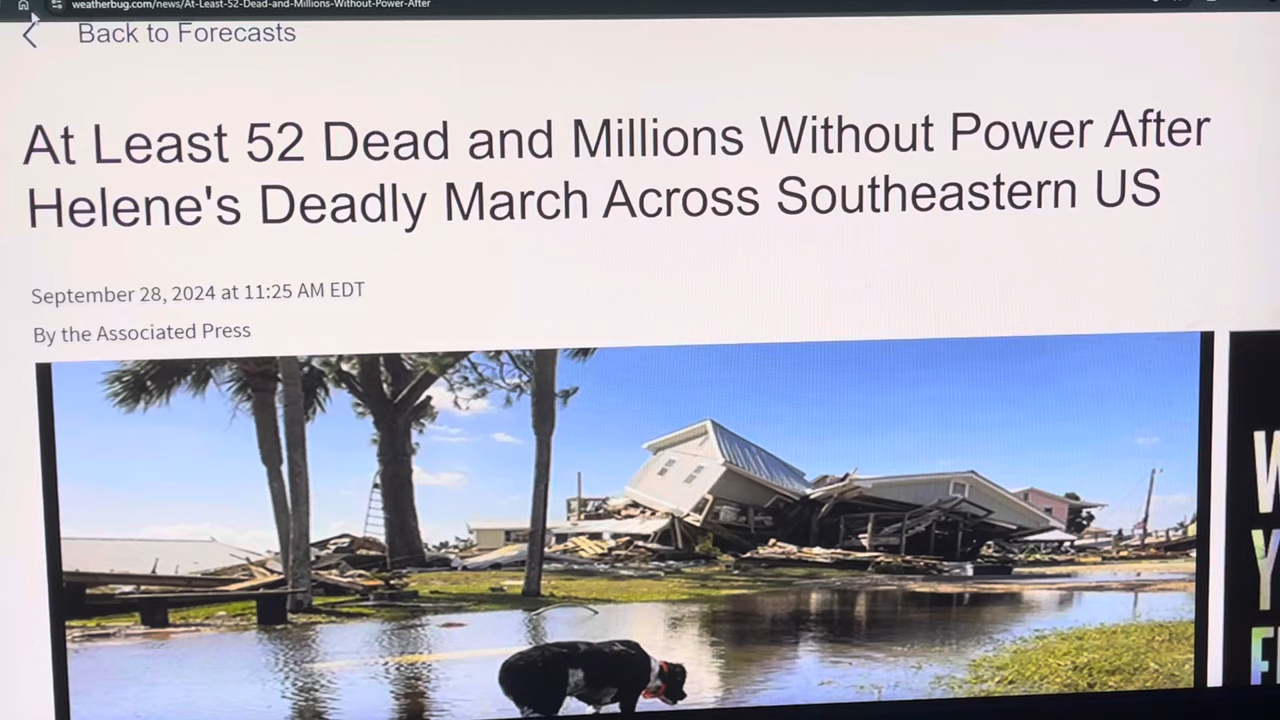 weatherbug.com/news/At-Least-52-Dead-and-Millions-Without-Power-After
Back to Forecasts
At Least 52 Dead and Millions Without Power After
Helene's Deadly March Across Southeastern US
September 28, 2024 at 11:25 AM EDT
By the Associated Press